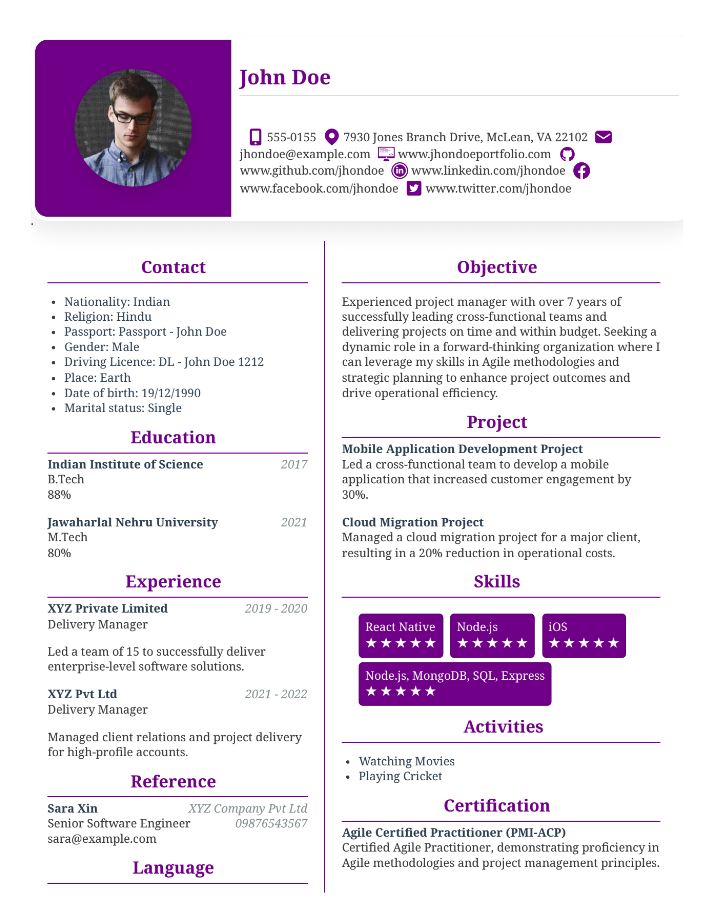 John Doe
555-0155 7930 Jones Branch Drive, McLean, VA 22102
jhondoe@example.com www.jhondoeportfolio.com
www.github.com/jhondoe www.linkedin.com/jhondoe
www.facebook.com/jhondoe www.twitter.com/jhondoe
Contact
• Nationality: Indian
• Religion: Hindu
• Passport: Passport - John Doe
• Gender: Male
• Driving Licence: DL - John Doe 1212
• Place: Earth
• Date of birth: 19/12/1990
• Marital status: Single
Education
Indian Institute of Science 2017
B.Tech
88%
Jawaharlal Nehru University 2021
M.Tech
80%
Experience
XYZ Private Limited 2019 - 2020
Delivery Manager
Led a team of 15 to successfully deliver
enterprise-level software solutions.
XYZ Pvt Ltd 2021 - 2022
Delivery Manager
Managed client relations and project delivery
for high-profile accounts.
Reference
Sara Xin XYZ Company Pvt Ltd
Senior Software Engineer 09876543567
sara@example.com
Language
Objective
Experienced project manager with over 7 years of
successfully leading cross-functional teams and
delivering projects on time and within budget. Seeking a
dynamic role in a forward-thinking organization where I
can leverage my skills in Agile methodologies and
strategic planning to enhance project outcomes and
drive operational efficiency.
Project
Mobile Application Development Project
Led a cross-functional team to develop a mobile
application that increased customer engagement by
30%.
Cloud Migration Project
Managed a cloud migration project for a major client,
resulting in a 20% reduction in operational costs.
Skills
React Native Node.js iOS
★★★★★ ★★★★★ ★★★★★
Node.js, MongoDB, SQL, Express
★★★★★
Activities
• Watching Movies
• Playing Cricket
Certification
Agile Certified Practitioner (PMI-ACP)
Certified Agile Practitioner, demonstrating proficiency in
Agile methodologies and project management principles.